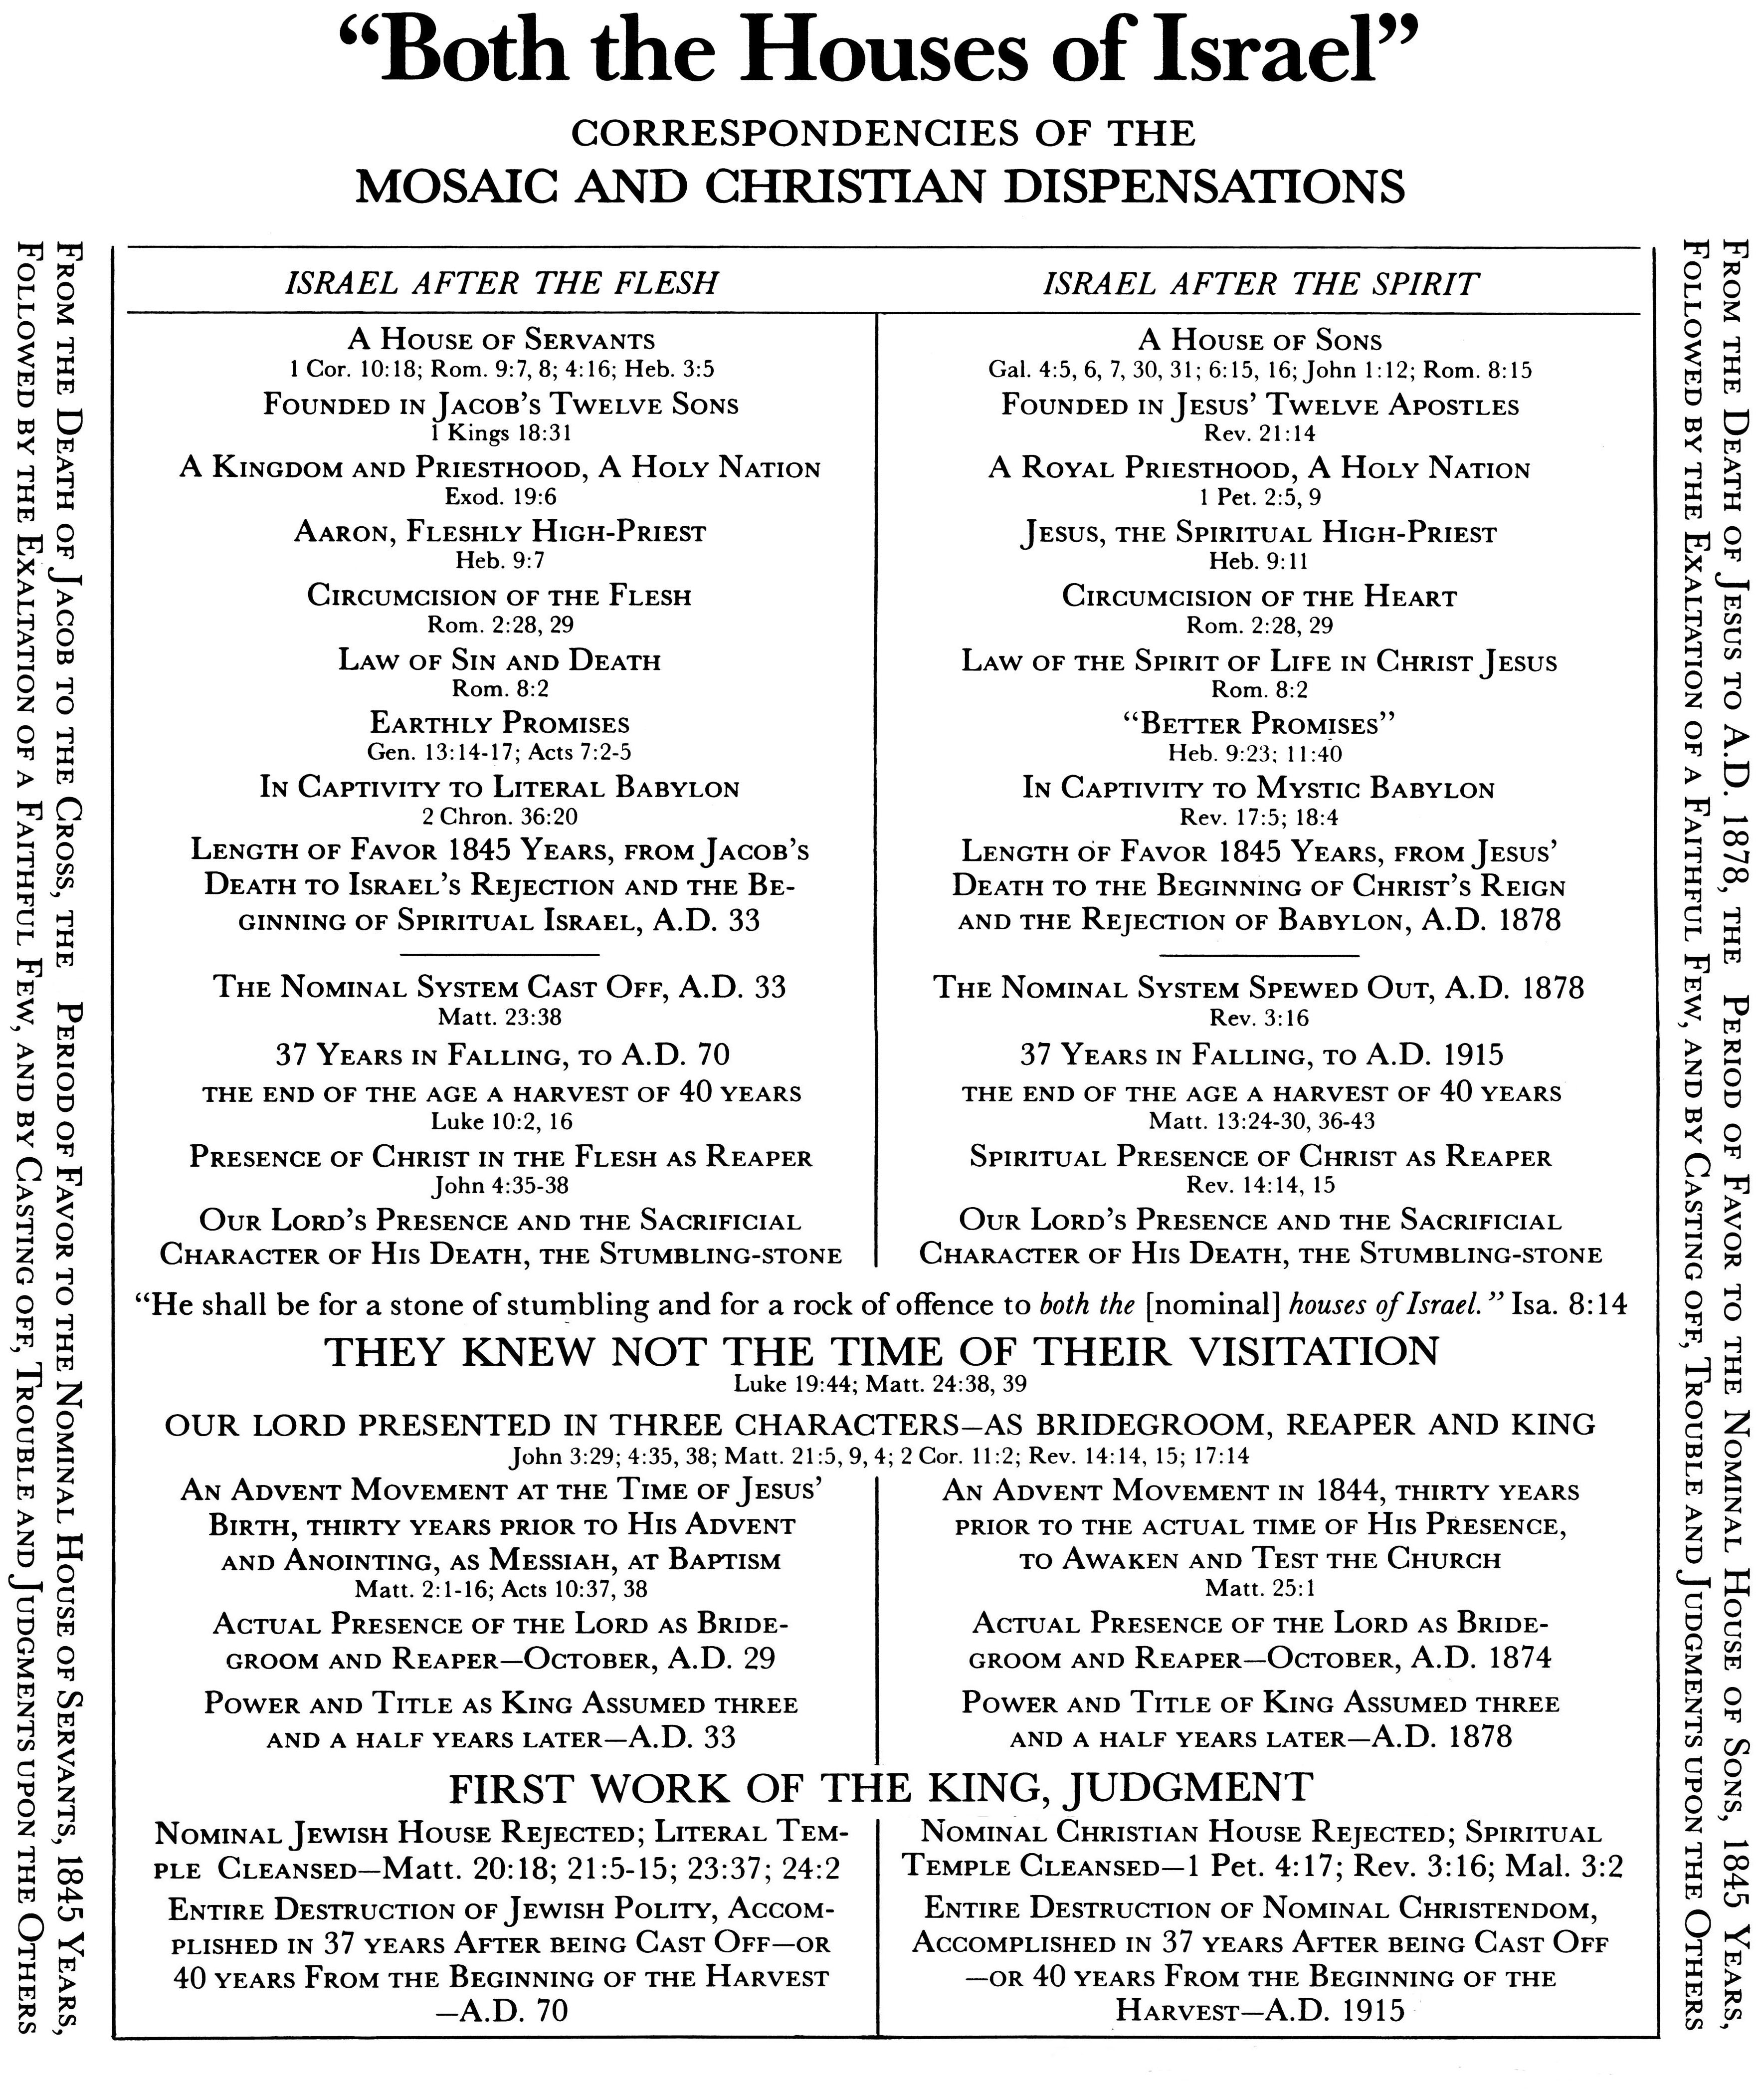 “Both the Houses of Israel”
CORRESPONDENCIES OF THE
MOSAIC AND CHRISTIAN DISPENSATIONS
FROM THE DEATH OF JACOB TO THE CROSS, THE PERIOD OF FAVOR TO THE NOMINAL HOUSE OF SERVANTS, 1845 YEARS,
FOLLOWED BY THE EXALTATION OF A FAITHFUL FEW, AND BY CASTING OFF, TROUBLE AND JUDGMENTS UPON THE OTHERS
ISRAEL AFTER THE FLESH
A HOUSE OF SERVANTS
1 Cor. 10:18; Rom. 9:7, 8; 4:16; Heb. 3:5
FOUNDED IN JACOB’S TWELVE SONS
1 Kings 18:31
A KINGDOM AND PRIESTHOOD, A HOLY NATION
Exod. 19:6
AARON, FLESHLY HIGH-PRIEST
Heb. 9:7
CIRCUMCISION OF THE FLESH
Rom. 2:28, 29
LAW OF SIN AND DEATH
Rom. 8:2
EARTHLY PROMISES
Gen. 13:14-17; Acts 7:2-5
IN CAPTIVITY TO LITERAL BABYLON
2 Chron. 36:20
LENGTH OF FAVOR 1845 YEARS, FROM JACOB’S
DEATH TO ISRAEL’S REJECTION AND THE BE-
GINNING OF SPIRITUAL ISRAEL, A.D. 33
THE NOMINAL SYSTEM CAST OFF, A.D. 33
Matt. 23:38
37 YEARS IN FALLING, TO A.D. 70
THE END OF THE AGE A HARVEST OF 40 YEARS
Luke 10:2, 16
PRESENCE OF CHRIST IN THE FLESH AS REAPER
John 4:35-38
OUR LORD’S PRESENCE AND THE SACRIFICIAL
CHARACTER OF HIS DEATH, THE STUMBLING-STONE
ISRAEL AFTER THE SPIRIT
A HOUSE OF SONS
Gal. 4:5, 6, 7, 30, 31; 6:15, 16; John 1:12; Rom. 8:15
FOUNDED IN JESUS’ TWELVE APOSTLES
Rev. 21:14
A ROYAL PRIESTHOOD, A HOLY NATION
1 Pet. 2:5, 9
JESUS, THE SPIRITUAL HIGH-PRIEST
Heb. 9:11
CIRCUMCISION OF THE HEART
Rom. 2:28, 29
LAW OF THE SPIRIT OF LIFE IN CHRIST JESUS
Rom. 8:2
“BETTER PROMISES”
Heb. 9:23; 11:40
IN CAPTIVITY TO MYSTIC BABYLON
Rev. 17:5; 18:4
LENGTH OF FAVOR 1845 YEARS, FROM JESUS’
DEATH TO THE BEGINNING OF CHRIST’S REIGN
AND THE REJECTION OF BABYLON, A.D. 1878
THE NOMINAL SYSTEM SPEWED OUT, A.D. 1878
Rev. 3:16
37 YEARS IN FALLING, TO A.D. 1915
THE END OF THE AGE A HARVEST OF 40 YEARS
Matt. 13:24-30, 36-43
SPIRITUAL PRESENCE OF CHRIST AS REAPER
Rev. 14:14, 15
OUR LORD’S PRESENCE AND THE SACRIFICIAL
CHARACTER OF HIS DEATH, THE STUMBLING-STONE
“He shall be for a stone of stumbling and for a rock of offence to both the [nominal] houses of Israel.” Isa. 8:14
THEY KNEW NOT THE TIME OF THEIR VISITATION
Luke 19:44; Matt. 24:38, 39
OUR LORD PRESENTED IN THREE CHARACTERS—AS BRIDEGROOM, REAPER AND KING
John 3:29; 4:35, 38; Matt. 21:5, 9, 4; 2 Cor. 11:2; Rev. 14:14, 15; 17:14
AN ADVENT MOVEMENT AT THE TIME OF JESUS’
BIRTH, THIRTY YEARS PRIOR TO HIS ADVENT
AND ANOINTING, AS MESSIAH, AT BAPTISM
Matt. 2:1-16; Acts 10:37, 38
ACTUAL PRESENCE OF THE LORD AS BRIDE-
GROOM AND REAPER—OCTOBER, A.D. 29
POWER AND TITLE AS KING ASSUMED THREE
AND A HALF YEARS LATER—A.D. 33
AN ADVENT MOVEMENT IN 1844, THIRTY YEARS
PRIOR TO THE ACTUAL TIME OF HIS PRESENCE,
TO AWAKEN AND TEST THE CHURCH
Matt. 25:1
ACTUAL PRESENCE OF THE LORD AS BRIDE-
GROOM AND REAPER—OCTOBER, A.D. 1874
POWER AND TITLE OF KING ASSUMED THREE
AND A HALF YEARS LATER—A.D. 1878
FIRST WORK OF THE KING, JUDGMENT
NOMINAL JEWISH HOUSE REJECTED; LITERAL TEM-
PLE CLEANSED—Matt. 20:18; 21:5-15; 23:37; 24:2
ENTIRE DESTRUCTION OF JEWISH POLITY, ACCOM-
PLISHED IN 37 YEARS AFTER BEING CAST OFF—OR
40 YEARS FROM THE BEGINNING OF THE HARVEST
—A.D. 70
NOMINAL CHRISTIAN HOUSE REJECTED; SPIRITUAL
TEMPLE CLEANSED—1 Pet. 4:17; Rev. 3:16; Mal. 3:2
ENTIRE DESTRUCTION OF NOMINAL CHRISTENDOM,
ACCOMPLISHED IN 37 YEARS AFTER BEING CAST OFF
—OR 40 YEARS FROM THE BEGINNING OF THE
HARVEST—A.D. 1915
FROM THE DEATH OF JESUS TO A.D. 1878, THE PERIOD OF FAVOR TO THE NOMINAL HOUSE OF SONS, 1845 YEARS,
FOLLOWED BY THE EXALTATION OF A FAITHFUL FEW, AND BY CASTING OFF, TROUBLE AND JUDGMENTS UPON THE OTHERS